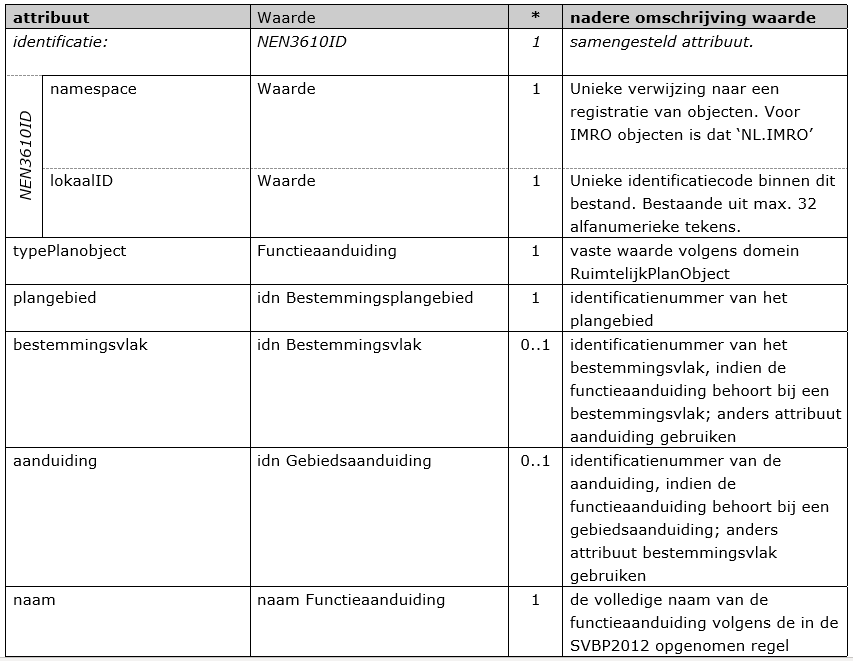 attribuut Waarde * nadere omschrijving waarde
identificatie: NEN3610ID 1 samengesteld attribuut.
NEN3610ID
namespace Waarde 1 Unieke verwijzing naar een
registratie van objecten. Voor
IMRO objecten is dat ‘NL.IMRO’
lokaalID Waarde 1 Unieke identificatiecode binnen dit
bestand. Bestaande uit max. 32
alfanumerieke tekens.
typePlanobject Functieaanduiding 1 vaste waarde volgens domein
RuimtelijkPlanObject
plangebied idn Bestemmingsplangebied 1 identificatienummer van het
plangebied
bestemmingsvlak idn Bestemmingsvlak 0..1 identificatienummer van het
bestemmingsvlak, indien de
functieaanduiding behoort bij een
bestemmingsvlak; anders attribuut
aanduiding gebruiken
aanduiding idn Gebiedsaanduiding 0..1 identificatienummer van de
aanduiding, indien de
functieaanduiding behoort bij een
gebiedsaanduiding; anders
attribuut bestemmingsvlak
gebruiken
naam naam Functieaanduiding 1 de volledige naam van de
functieaanduiding volgens de in de
SVBP2012 opgenomen regel